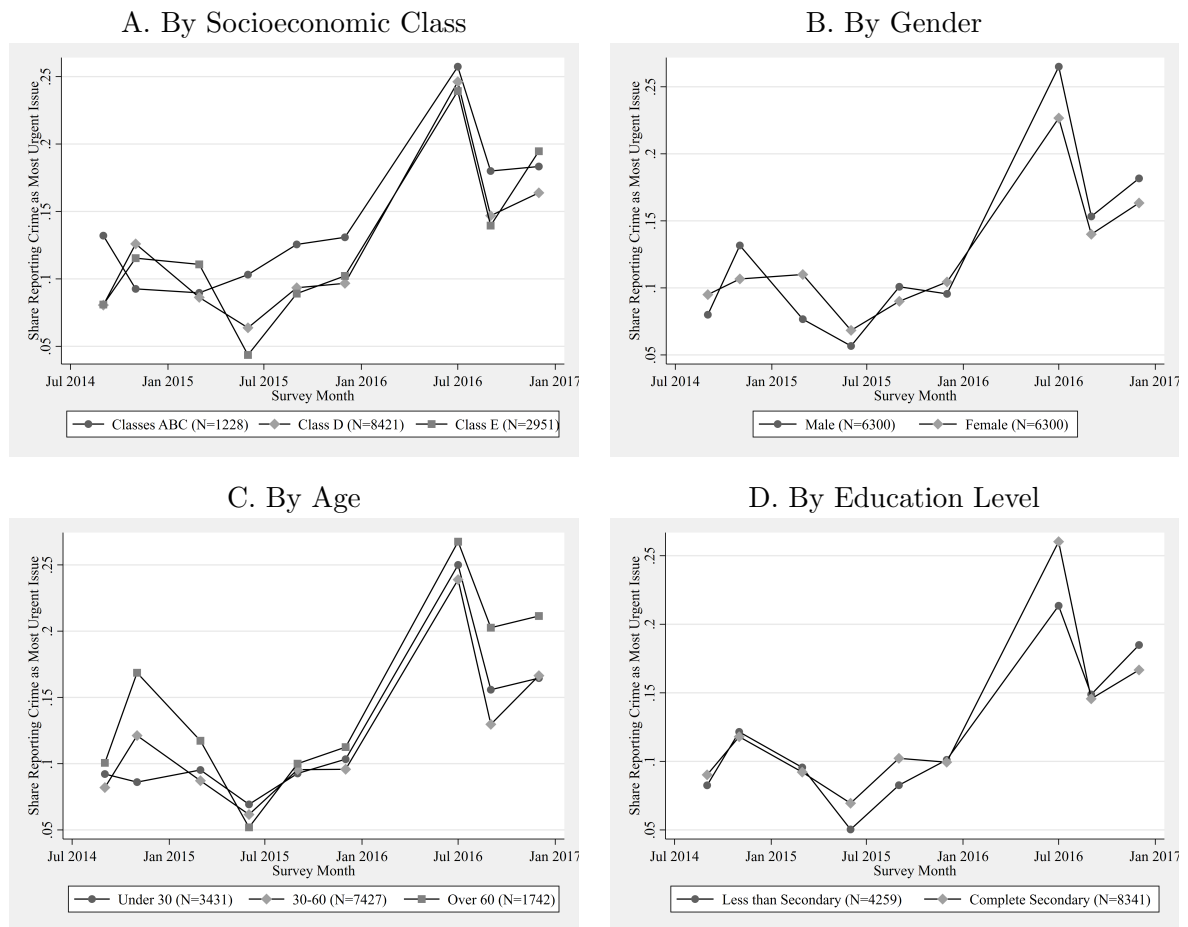 A. By Socioeconomic Class
Share Reporting Crime as Most Urgent Issue
.25
.2
.15
.1
.05
Jul 2014 Jan 2015 Jul 2015 Jan 2016 Jul 2016 Jan 2017
Survey Month
Classes ABC (N=1228) Class D (N=8421) Class E (N=2951)
B. By Gender
Share Reporting Crime as Most Urgent Issue
.25
.2
.15
.1
.05
Jul 2014 Jan 2015 Jul 2015 Jan 2016 Jul 2016 Jan 2017
Survey Month
Male (N=6300) Female (N=6300)
C. By Age
Share Reporting Crime as Most Urgent Issue
.25
.2
.15
.1
.05
Jul 2014 Jan 2015 Jul 2015 Jan 2016 Jul 2016 Jan 2017
Survey Month
Under 30 (N=3431) 30-60 (N=7427) Over 60 (N=1742)
D. By Education Level
Share Reporting Crime as Most Urgent Issue
.25
.2
.15
.1
.05
Jul 2014 Jan 2015 Jul 2015 Jan 2016 Jul 2016 Jan 2017
Survey Month
Less than Secondary (N=4259) Complete Secondary (N=8341)